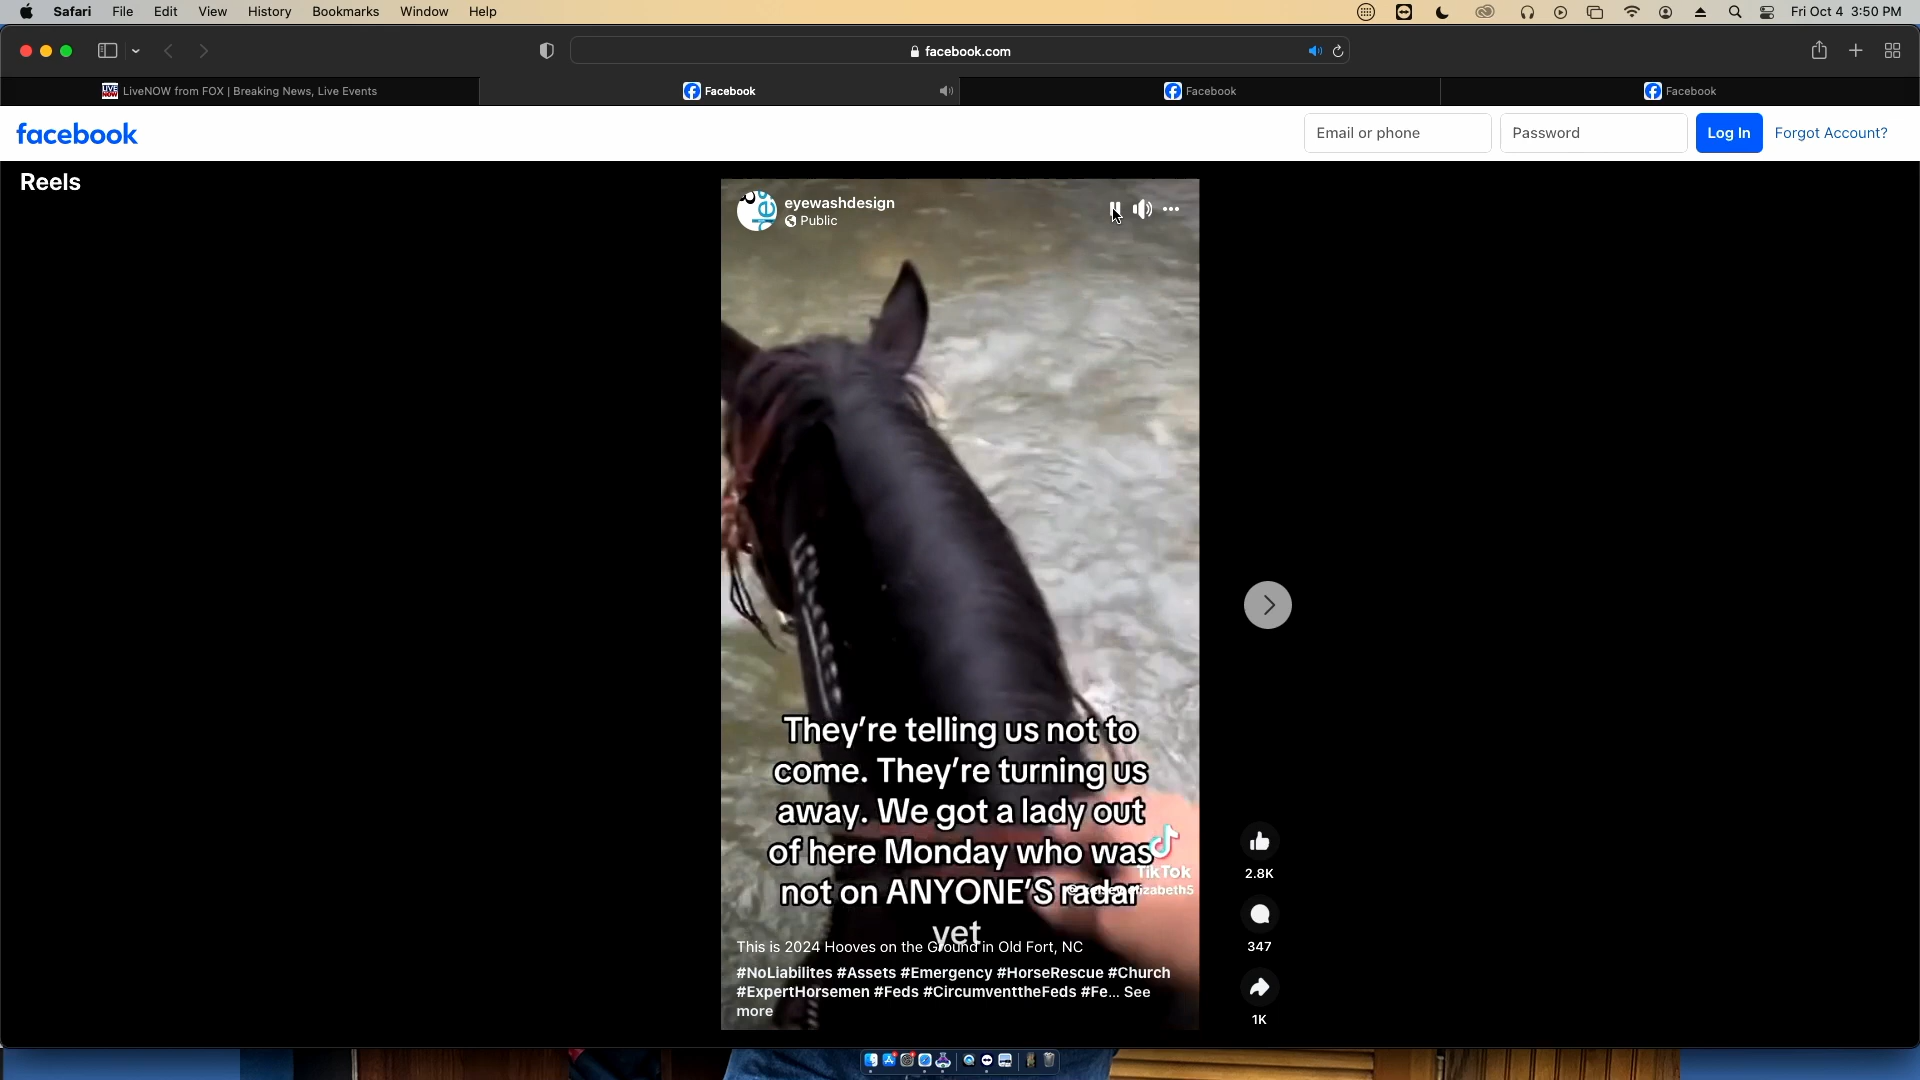 Safari File Edit View History Bookmarks Window Help
Fri Oct 4 3:50 PM
facebook.com
LiveNOW from FOX | Breaking News, Live Events
Facebook
Facebook
Facebook
facebook
Email or phone
Password
Log In
Forgot Account?
Reels
eyewashdesign
Public
They're telling us not to
come. They're turning us
away. We got a lady out
of here Monday who was
not on ANYONE'S radar
yet
TikTok
This is 2024 Hooves on the Ground in Old Fort, NC
#NoLiabilites #Assets #Emergency #HorseRescue #Church
#ExpertHorsemen #Feds #CircumventtheFeds #Fe... See
more
2.8K
347
1K